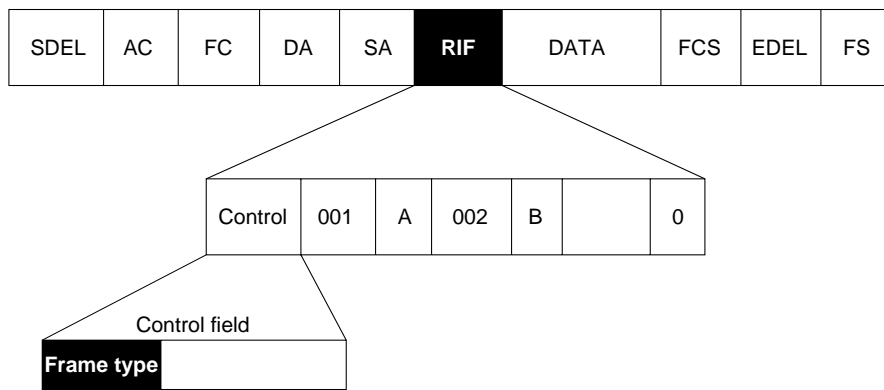 SDEL AC FC DA SA RIF DATA FCS EDEL FS
Control 001 A 002 B 0
Control field
Frame type